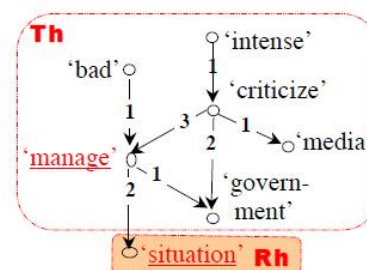 Th
'intense'
'bad'
1
1
'criticize'
3
1
2
'media
'manage'
1
'govern-
ment'
2
'situation' Rh